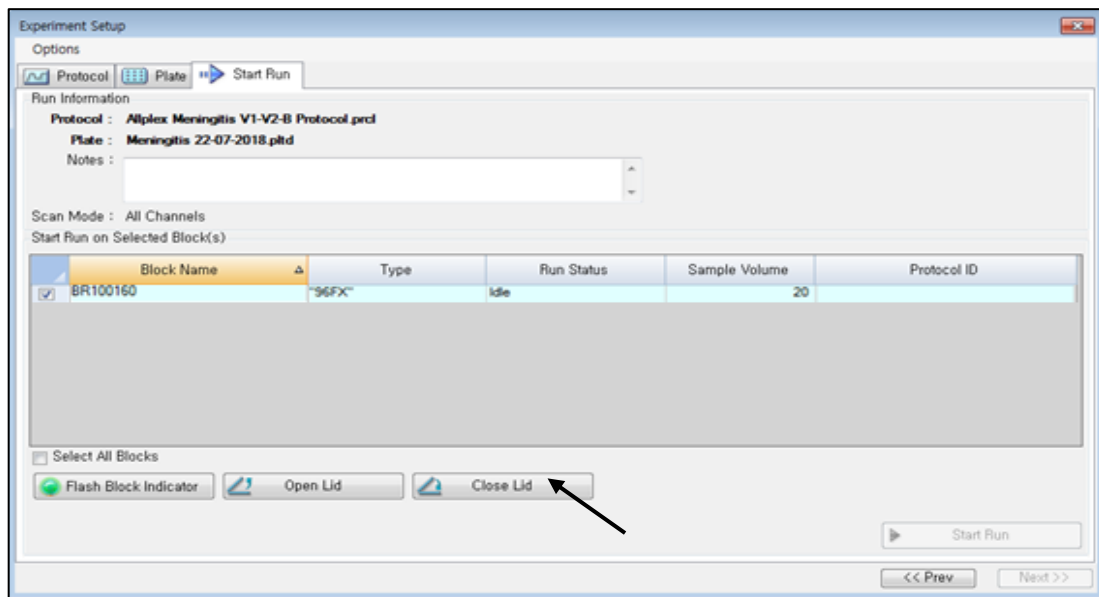 Experiment Setup
Options
Protocol Plate Start Run
Run Information
Protocol : Allplex Meningitis V1-V2-B Protocol.prcl
Plate : Meningitis 22-07-2018.pltd
Notes :
Scan Mode : All Channels
Start Run on Selected Block(s)
Block Name Type Run Status Sample Volume Protocol ID
BR100160 "96FX" Idle 20
Select All Blocks
Flash Block Indicator Open Lid Close Lid
Start Run
<< Prev Next >>